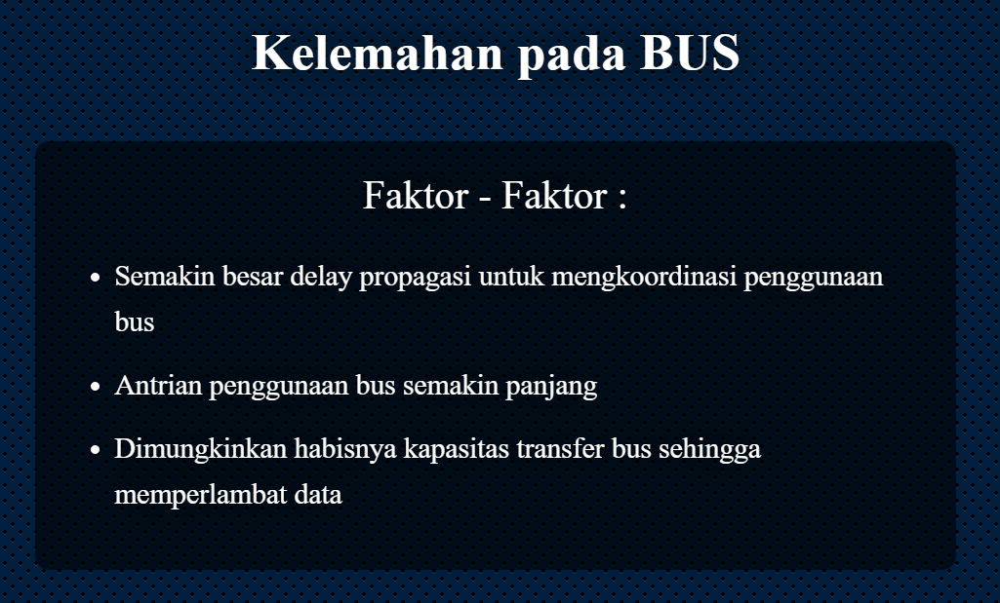 Kelemahan pada BUS
Faktor - Faktor :
• Semakin besar delay propagasi untuk mengkoordinasi penggunaan
bus
• Antrian penggunaan bus semakin panjang
• Dimungkinkan habisnya kapasitas transfer bus sehingga
memperlambat data